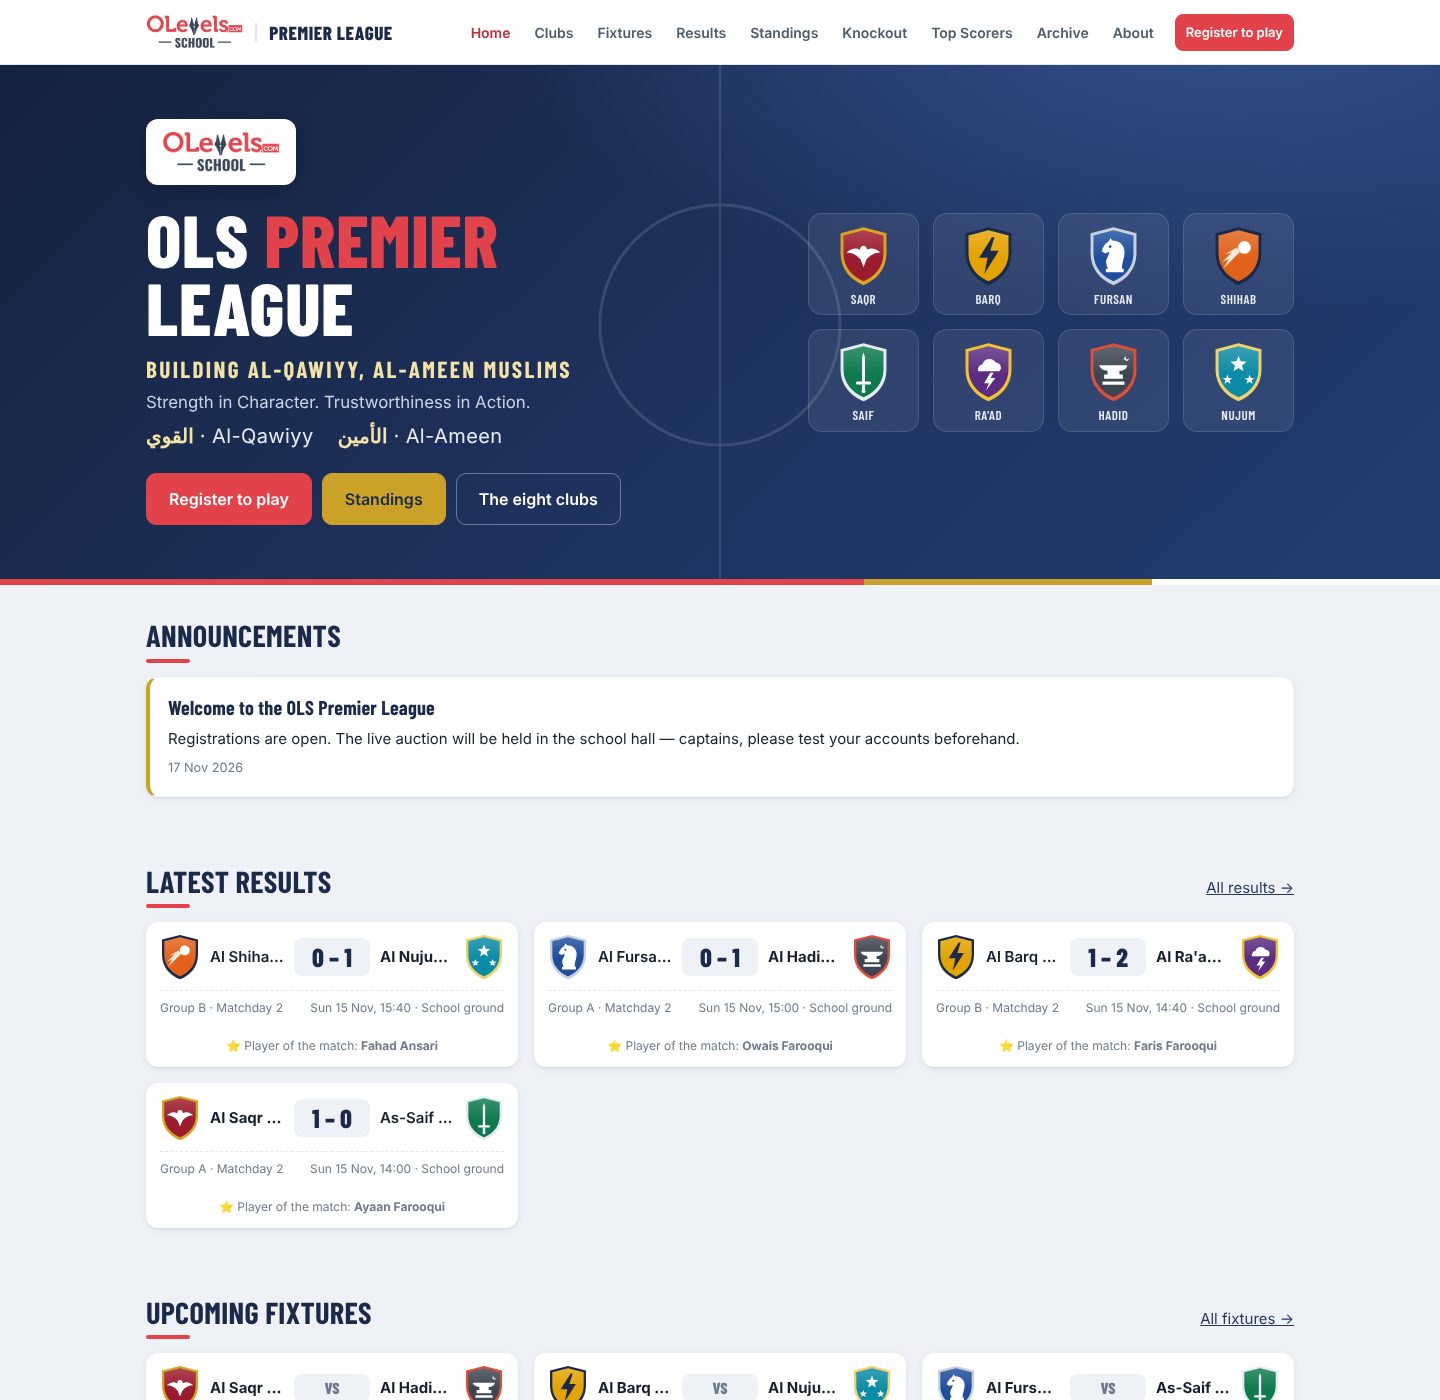 OLevels.COM
SCHOOL
PREMIER LEAGUE
Home
Clubs
Fixtures
Results
Standings
Knockout
Top Scorers
Archive
About
Register to play
OLevels.COM
SCHOOL
OLS PREMIER
LEAGUE
BUILDING AL-QAWIYY, AL-AMEEN MUSLIMS
Strength in Character. Trustworthiness in Action.
القوي · Al-Qawiyy الأمين · Al-Ameen
Register to play
Standings
The eight clubs
SAQR
BARQ
FURSAN
SHIHAB
SAIF
RA'AD
HADID
NUJUM
ANNOUNCEMENTS
Welcome to the OLS Premier League
Registrations are open. The live auction will be held in the school hall — captains, please test your accounts beforehand.
17 Nov 2026
LATEST RESULTS
All results →
Al Shiha... 0 – 1 Al Nuju...
Group B · Matchday 2 Sun 15 Nov, 15:40 · School ground
⭐ Player of the match: Fahad Ansari
Al Fursa... 0 – 1 Al Hadi...
Group A · Matchday 2 Sun 15 Nov, 15:00 · School ground
⭐ Player of the match: Owais Farooqui
Al Barq ... 1 – 2 Al Ra'a...
Group B · Matchday 2 Sun 15 Nov, 14:40 · School ground
⭐ Player of the match: Faris Farooqui
Al Saqr ... 1 – 0 As-Saif ...
Group A · Matchday 2 Sun 15 Nov, 14:00 · School ground
⭐ Player of the match: Ayaan Farooqui
UPCOMING FIXTURES
All fixtures →
Al Saqr ... VS Al Hadi...
Al Barq ... VS Al Nuju...
Al Furs... VS As-Saif ...